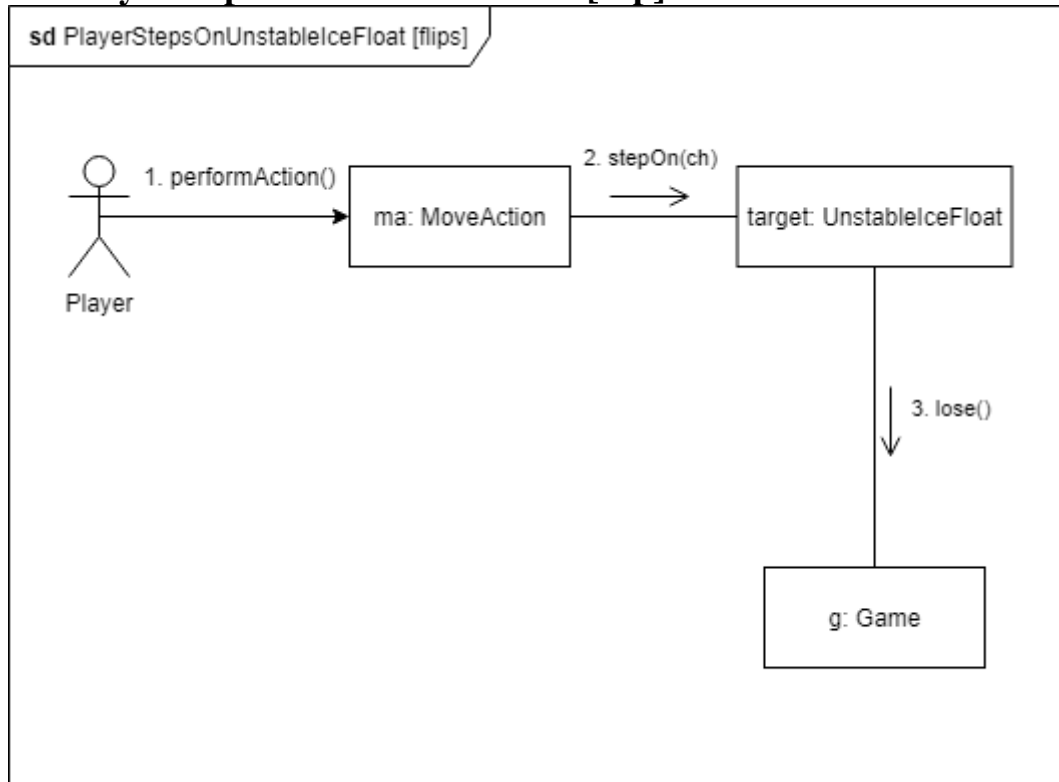 sd PlayerStepsOnUnstableIceFloat [flips]
1. performAction()
2. stepOn(ch)
ma: MoveAction
target: UnstableIceFloat
Player
3. lose()
g: Game